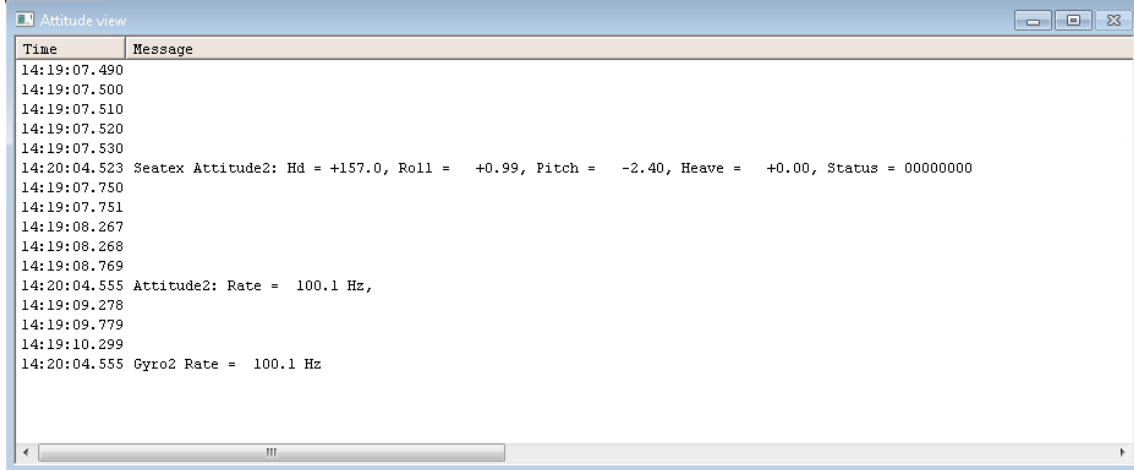 Attitude view
Time Message
14:19:07.490
14:19:07.500
14:19:07.510
14:19:07.520
14:19:07.530
14:20:04.523 Seatex Attitude2: Hd = +157.0, Roll =   +0.99, Pitch =   -2.40, Heave =   +0.00, Status = 00000000
14:19:07.750
14:19:07.751
14:19:08.267
14:19:08.268
14:19:08.769
14:20:04.555 Attitude2: Rate =  100.1 Hz,
14:19:09.278
14:19:09.779
14:19:10.299
14:20:04.555 Gyro2 Rate =  100.1 Hz